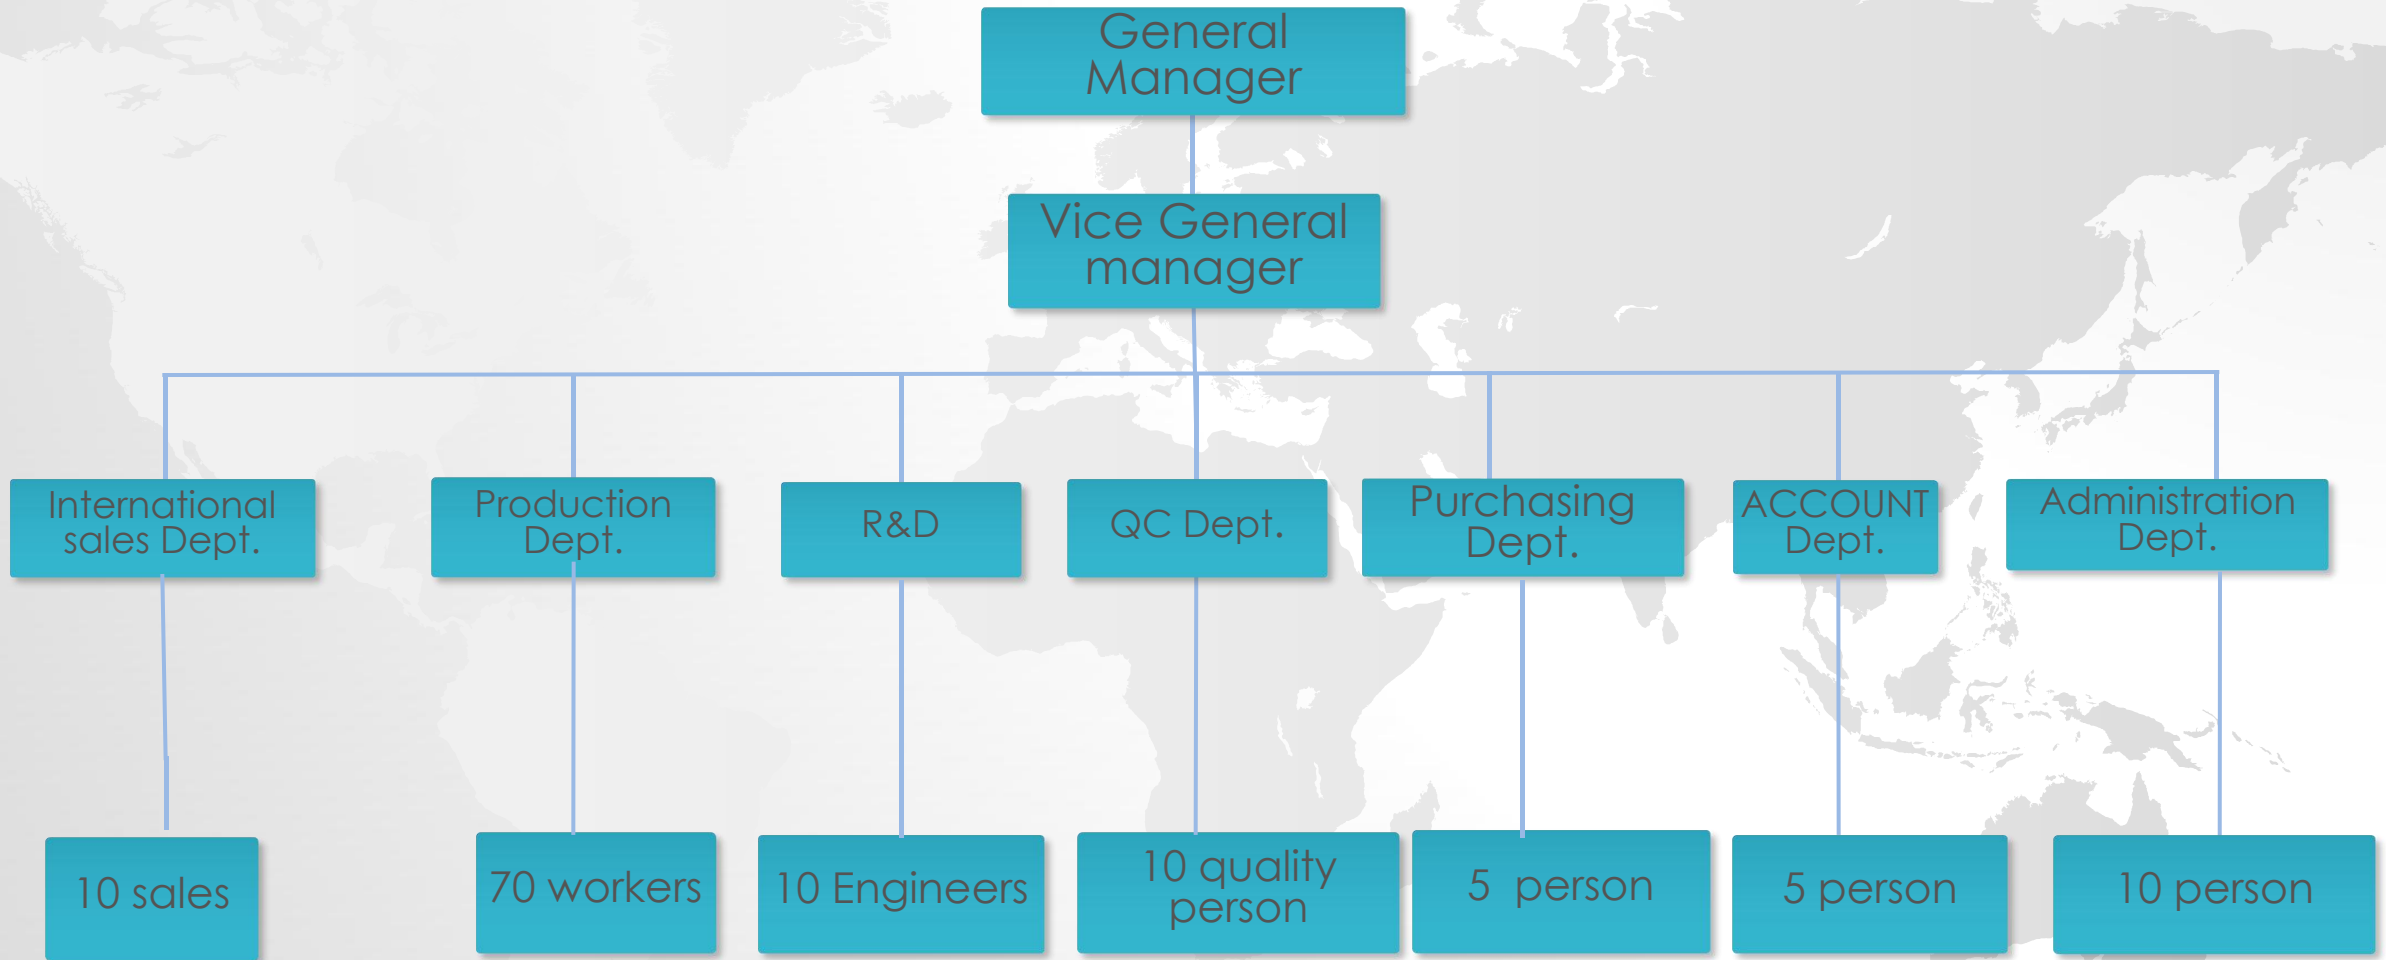 General
Manager
Vice General
manager
International
sales Dept.
Production
Dept.
R&D
QC Dept.
Purchasing
Dept.
ACCOUNT
Dept.
Administration
Dept.
10 sales
70 workers
10 Engineers
10 quality
person
5 person
5 person
10 person